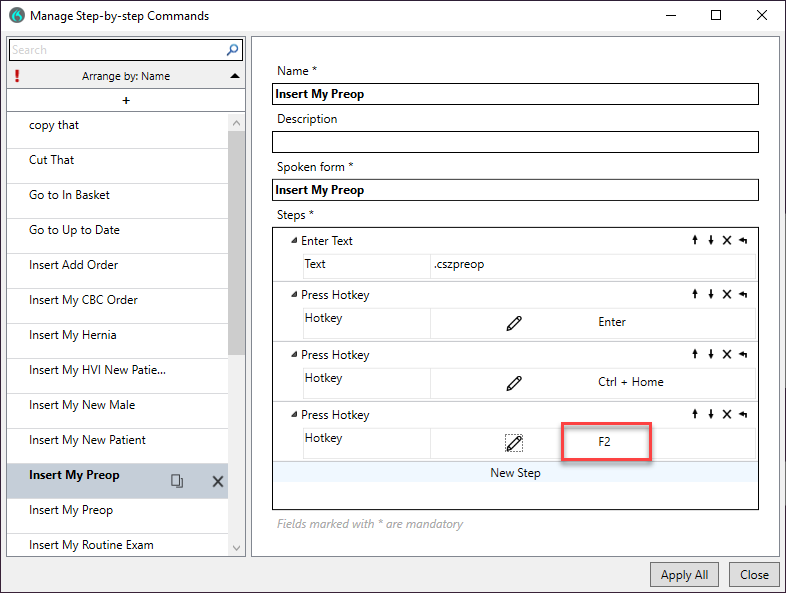 Manage Step-by-step Commands
Search
Arrange by: Name
+
copy that
Cut That
Go to In Basket
Go to Up to Date
Insert Add Order
Insert My CBC Order
Insert My Hernia
Insert My HVI New Patie...
Insert My New Male
Insert My New Patient
Insert My Preop
Insert My Preop
Insert My Routine Exam
Name *
Insert My Preop
Description
Spoken form *
Insert My Preop
Steps *
Enter Text
Text .cszpreop
Press Hotkey
Hotkey Enter
Press Hotkey
Hotkey Ctrl + Home
Press Hotkey
Hotkey F2
New Step
Fields marked with * are mandatory
Apply All Close